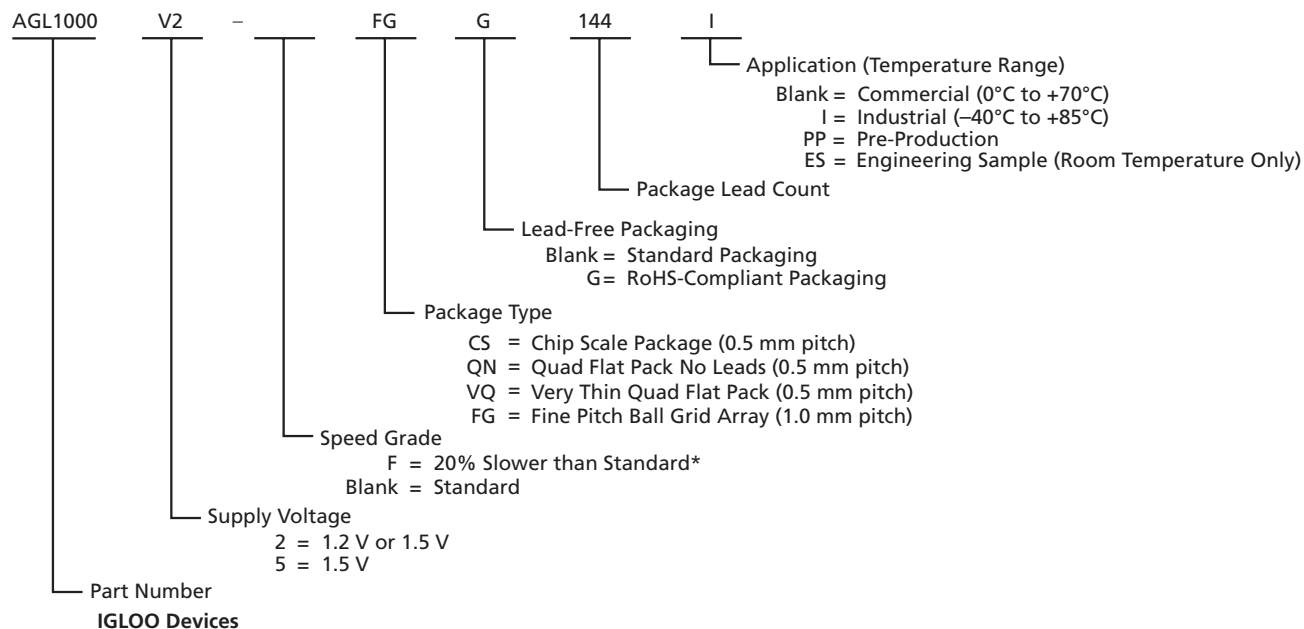 AGL1000 V2 – FG G 144 I
Application (Temperature Range)
Blank = Commercial (0°C to +70°C)
I = Industrial (–40°C to +85°C)
PP = Pre-Production
ES = Engineering Sample (Room Temperature Only)
Package Lead Count
Lead-Free Packaging
Blank = Standard Packaging
G= RoHS-Compliant Packaging
Package Type
CS = Chip Scale Package (0.5 mm pitch)
QN = Quad Flat Pack No Leads (0.5 mm pitch)
VQ = Very Thin Quad Flat Pack (0.5 mm pitch)
FG = Fine Pitch Ball Grid Array (1.0 mm pitch)
Speed Grade
F = 20% Slower than Standard*
Blank = Standard
Supply Voltage
2 = 1.2 V or 1.5 V
5 = 1.5 V
Part Number
IGLOO Devices